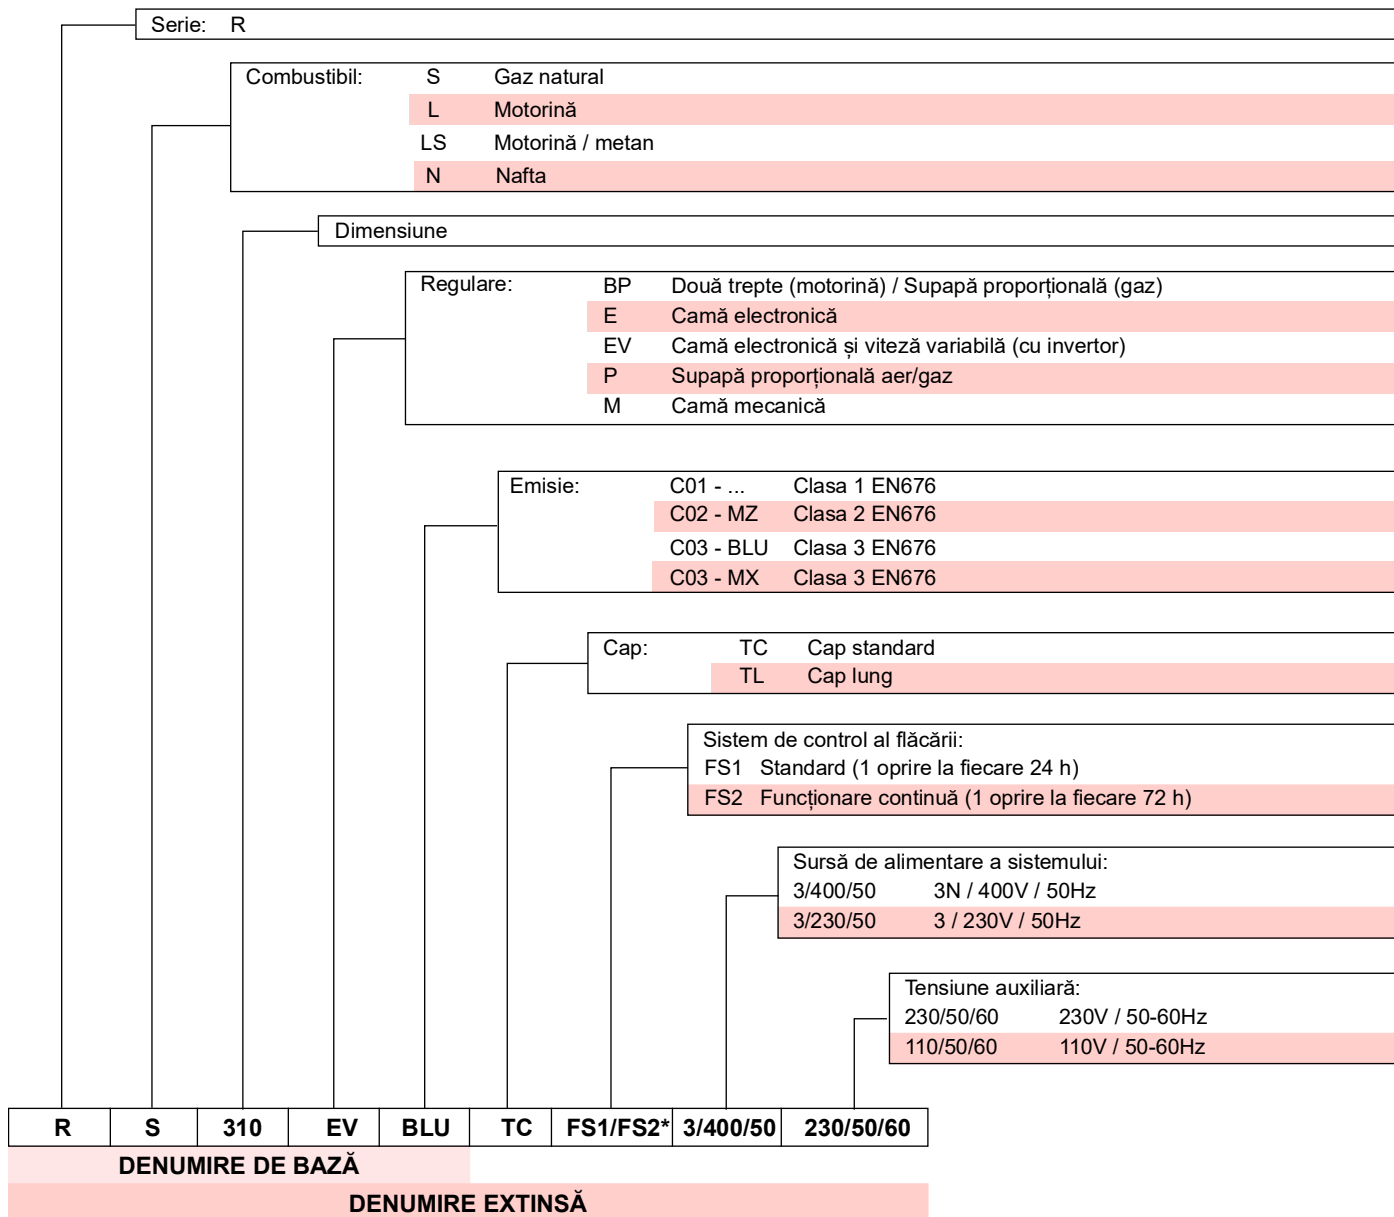 Serie: R
Combustibil: S Gaz natural
L Motorină
LS Motorină / metan
N Nafta
Dimensiune
Regulare: BP Două trepte (motorină) / Supapă proporțională (gaz)
E Camă electronică
EV Camă electronică și viteză variabilă (cu invertor)
P Supapă proporțională aer/gaz
M Camă mecanică
Emisie: C01 - ... Clasa 1 EN676
C02 - MZ Clasa 2 EN676
C03 - BLU Clasa 3 EN676
C03 - MX Clasa 3 EN676
Cap: TC Cap standard
TL Cap lung
Sistem de control al flăcării:
FS1 Standard (1 oprire la fiecare 24 h)
FS2 Funcționare continuă (1 oprire la fiecare 72 h)
Sursă de alimentare a sistemului:
3/400/50 3N / 400V / 50Hz
3/230/50 3 / 230V / 50Hz
Tensiune auxiliară:
230/50/60 230V / 50-60Hz
110/50/60 110V / 50-60Hz
R S 310 EV BLU TC FS1/FS2* 3/400/50 230/50/60
DENUMIRE DE BAZĂ
DENUMIRE EXTINSĂ